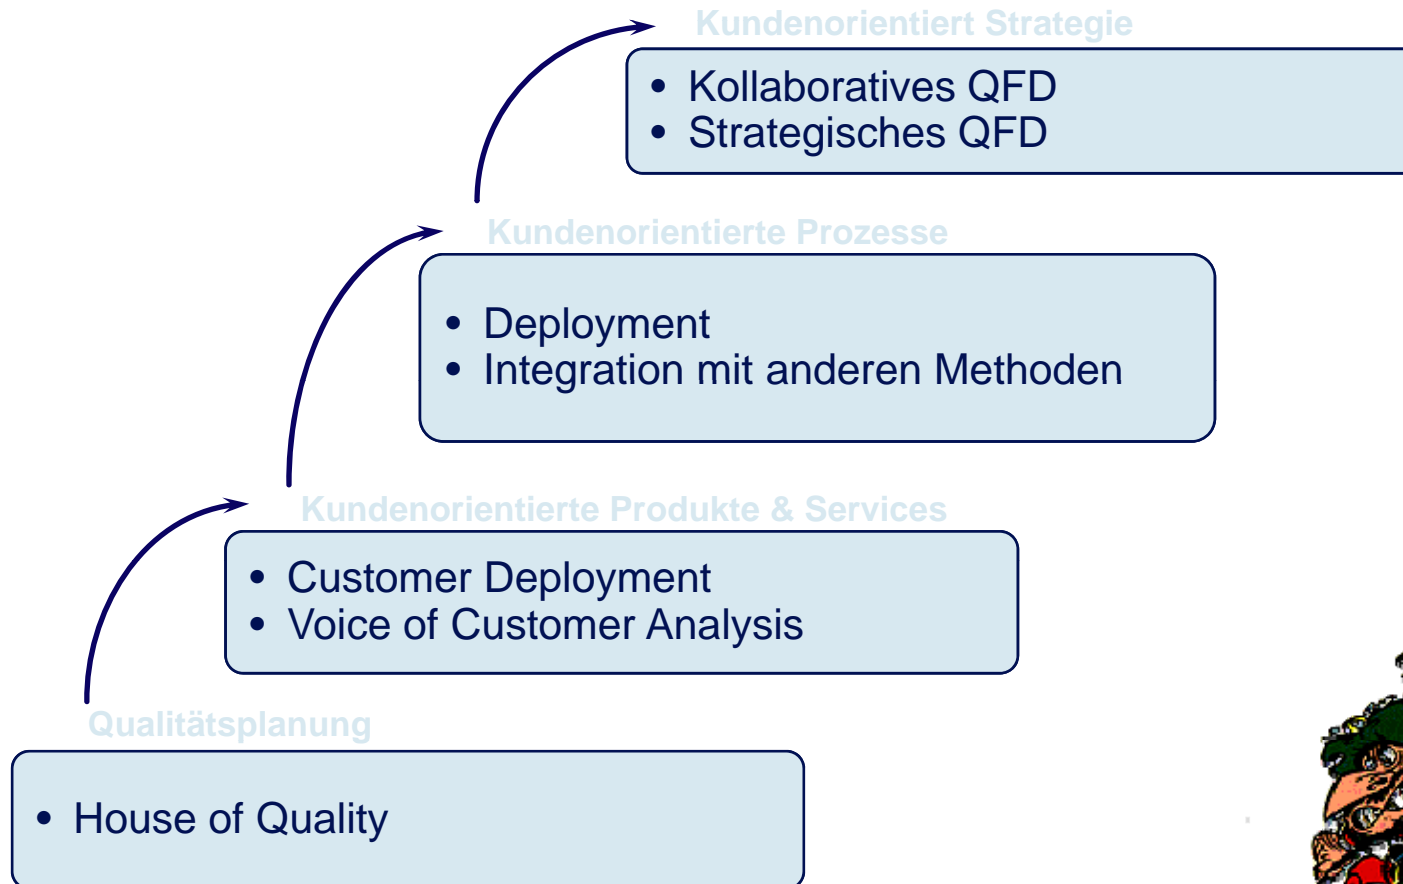 Kundenorientiert Strategie
• Kollaboratives QFD
• Strategisches QFD
Kundenorientierte Prozesse
• Deployment
• Integration mit anderen Methoden
Kundenorientierte Produkte & Services
• Customer Deployment
• Voice of Customer Analysis
Qualitätsplanung
• House of Quality